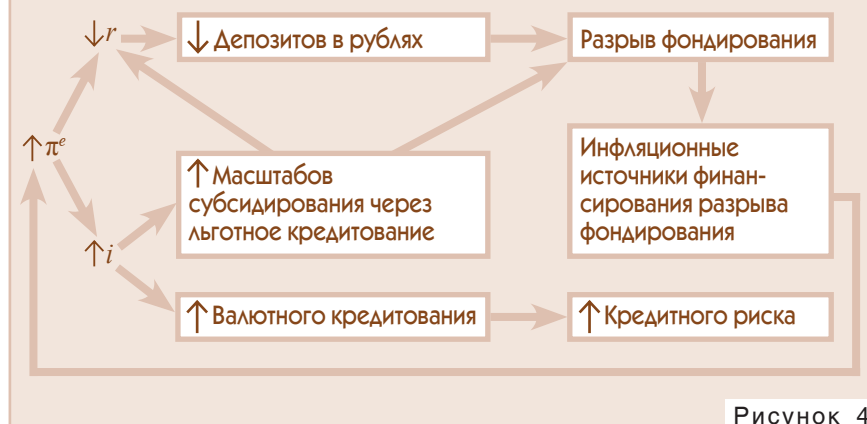 ↓r
↓ Депозитов в рублях
Разрыв фондирования
↑πᵉ
↑ Масштабов
субсидирования через
льготное кредитование
Инфляционные
источники финан-
сирования разрыва
фондирования
↑i
↑ Валютного кредитования
↑ Кредитного риска
Рисунок 4